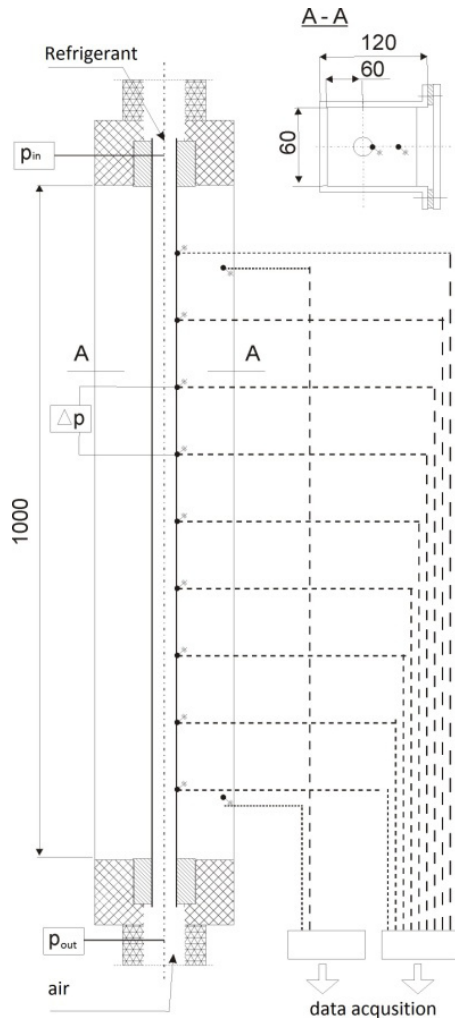 A - A
120
60
60
Refrigerant
pin
A A
Δp
1000
pout
air
data acqusition